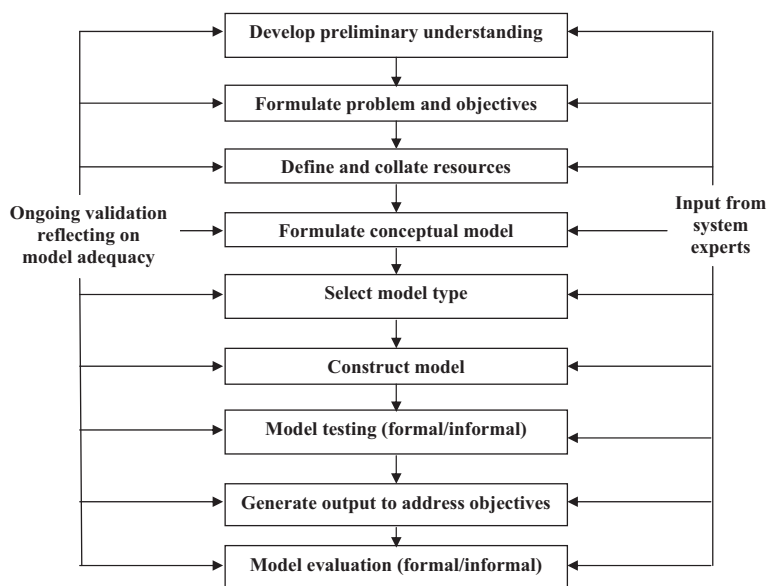 Develop preliminary understanding
Formulate problem and objectives
Define and collate resources
Ongoing validation
reflecting on
model adequacy
Formulate conceptual model
Input from
system
experts
Select model type
Construct model
Model testing (formal/informal)
Generate output to address objectives
Model evaluation (formal/informal)